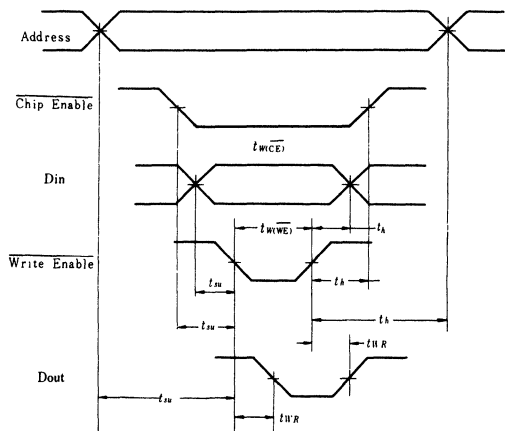 Address
Chip Enable
tW(CE)
Din
tW(WE)
th
Write Enable
tsu
th
tsu
th
tWR
Dout
tsu
tWR